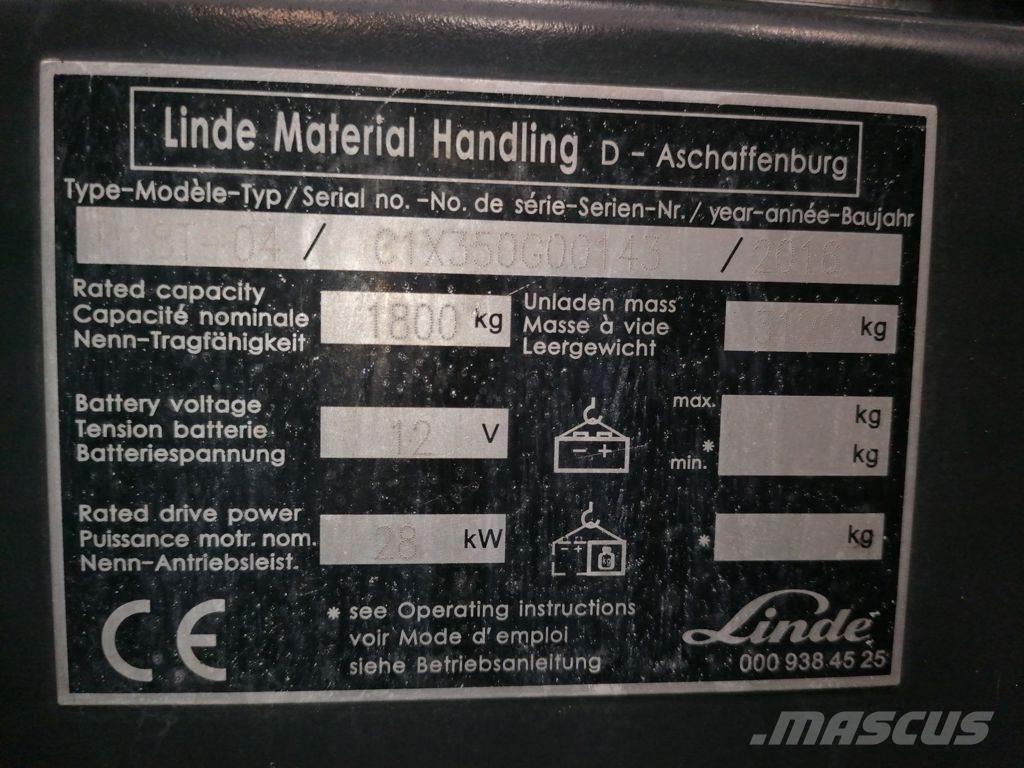 Linde Material Handling D - Aschaffenburg
Type-Modèle-Typ/Serial no. -No. de série-Serien-Nr./ year-année-Baujahr
/ G1X350G00143 / 2016
Rated capacity
Capacité nominale
Nenn-Tragfähigkeit
1800 kg
Unladen mass
Masse à vide
Leergewicht
kg
Battery voltage
Tension batterie
Batteriespannung
12 V
- +
max. kg
* min. kg
Rated drive power
Puissance motr. nom.
Nenn-Antriebsleist.
28 kW
* kg
CE
* see Operating instructions
voir Mode d'emploi
siehe Betriebsanleitung
Linde
000 938 45 25
.MASCUS